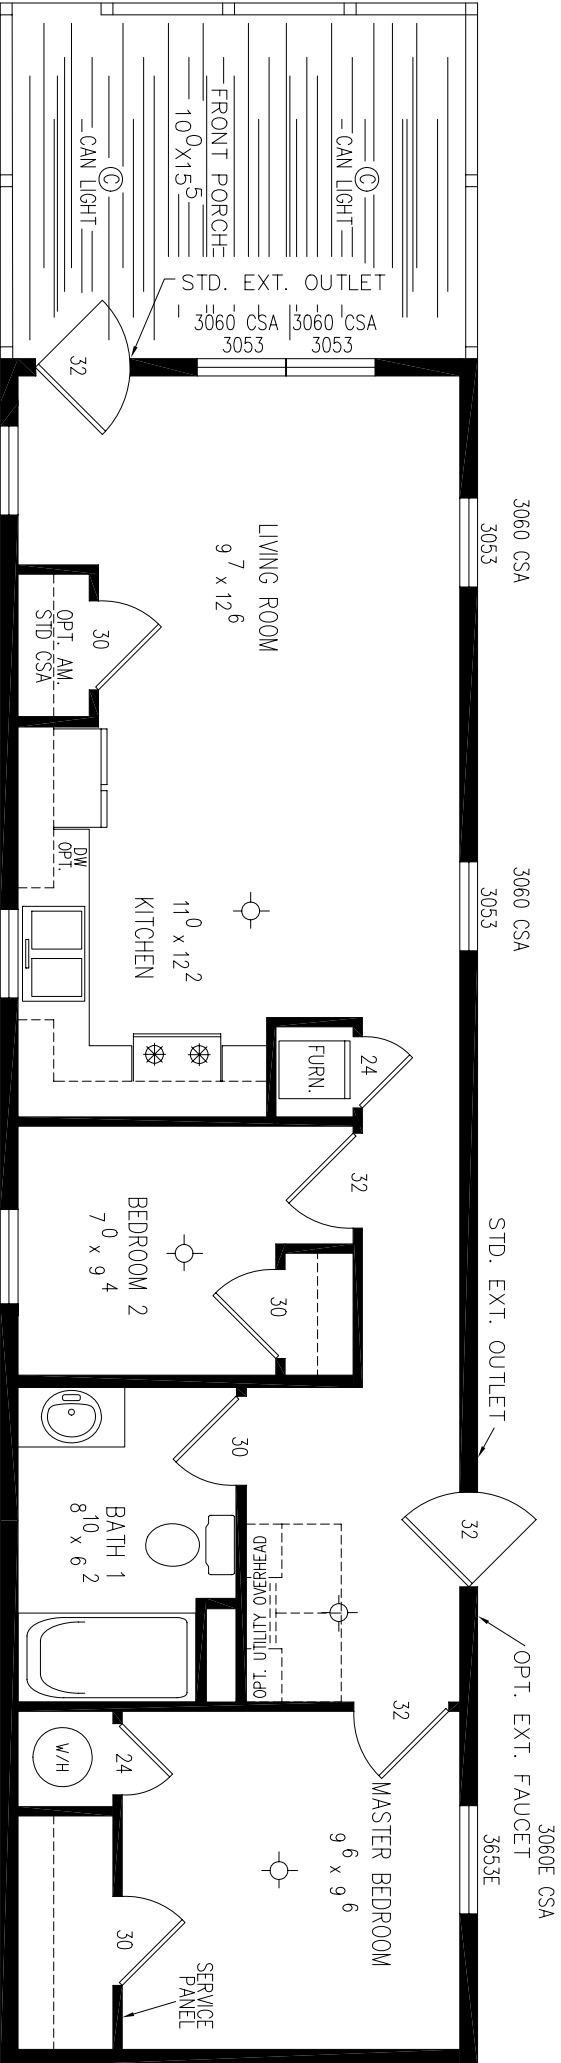 FRONT PORCH
10⁰X15⁵
Ⓒ
CAN LIGHT
Ⓒ
CAN LIGHT
STD. EXT. OUTLET
3060 CSA
3053
3060 CSA
3053
32
3060 CSA
3053
LIVING ROOM
9⁷ x 12⁶
30
OPT. AM.
STD CSA
3060 CSA
3053
DW
OPT.
KITCHEN
11⁰ x 12²
FURN.
24
32
BEDROOM 2
7⁰ x 9⁴
30
STD. EXT. OUTLET
32
30
BATH 1
8¹⁰ x 6²
OPT. UTILITY OVERHEAD
OPT. EXT. FAUCET
32
W/H
24
MASTER BEDROOM
9⁶ x 9⁶
3060E CSA
3653E
30
SERVICE
PANEL